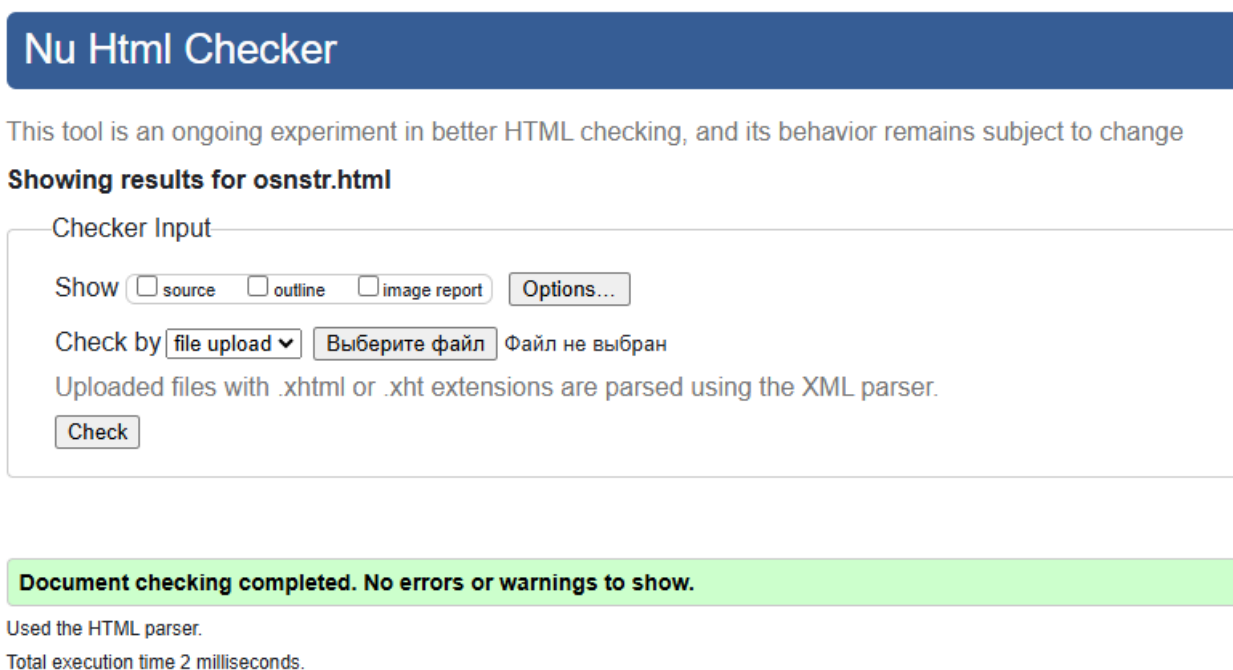 Nu Html Checker
This tool is an ongoing experiment in better HTML checking, and its behavior remains subject to change
Showing results for osnstr.html
Checker Input
Show source outline image report Options...
Check by file upload Выберите файл Файл не выбран
Uploaded files with .xhtml or .xht extensions are parsed using the XML parser.
Check
Document checking completed. No errors or warnings to show.
Used the HTML parser.
Total execution time 2 milliseconds.